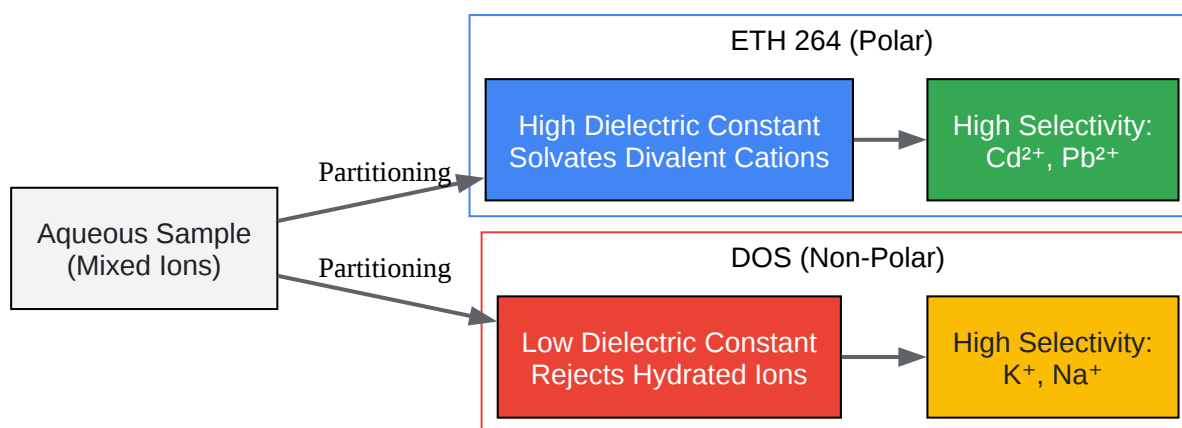 ETH 264 (Polar)
High Dielectric Constant
Solvates Divalent Cations
High Selectivity:
Cd²⁺, Pb²⁺
Partitioning
Aqueous Sample
(Mixed Ions)
Partitioning
DOS (Non-Polar)
Low Dielectric Constant
Rejects Hydrated Ions
High Selectivity:
K⁺, Na⁺